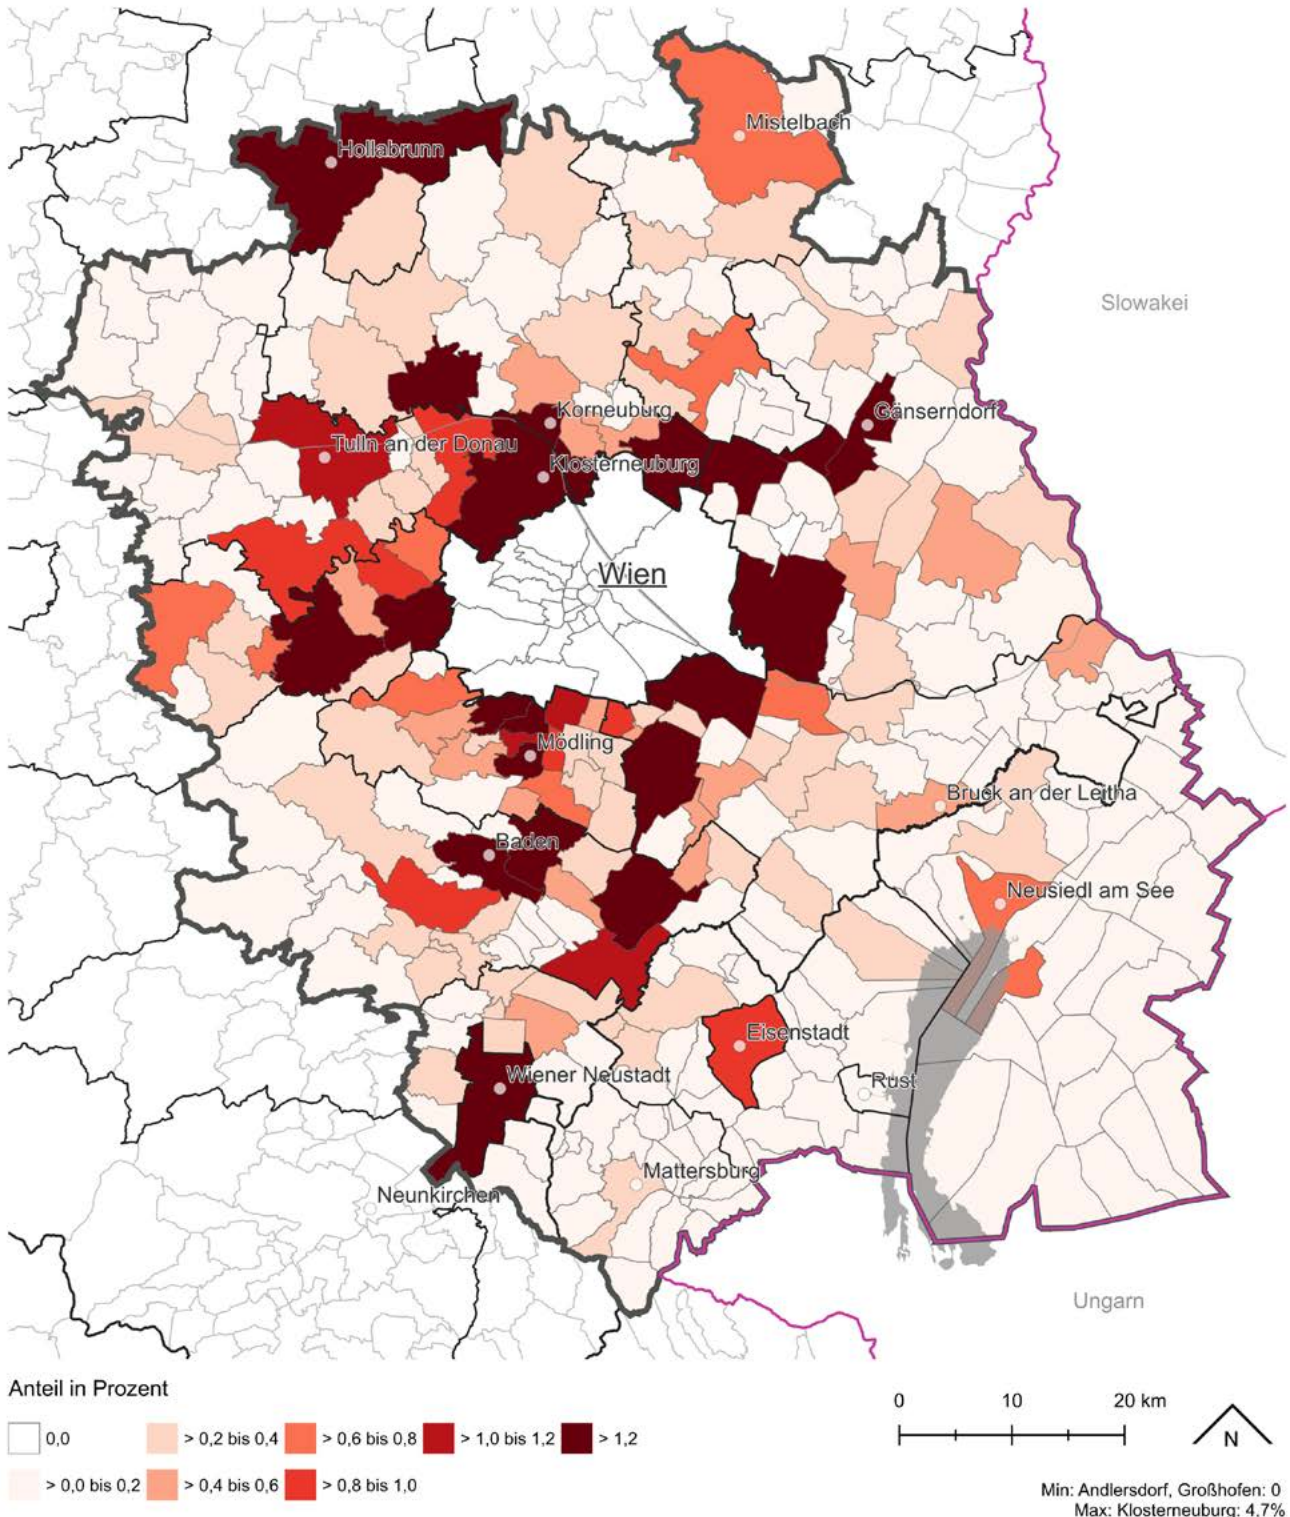 Mistelbach
Hollabrunn
Slowakei
Korneuburg
Gänserndorf
Tulln an der Donau
Klosterneuburg
Wien
Mödling
Bruck an der Leitha
Baden
Neusiedl am See
Eisenstadt
Wiener Neustadt
Rust
Mattersburg
Neunkirchen
Ungarn
Anteil in Prozent
0 10 20 km
0,0 > 0,2 bis 0,4 > 0,6 bis 0,8 > 1,0 bis 1,2 > 1,2
N
> 0,0 bis 0,2 > 0,4 bis 0,6 > 0,8 bis 1,0
Min: Andlersdorf, Großhofen: 0
Max: Klosterneuburg: 4.7%